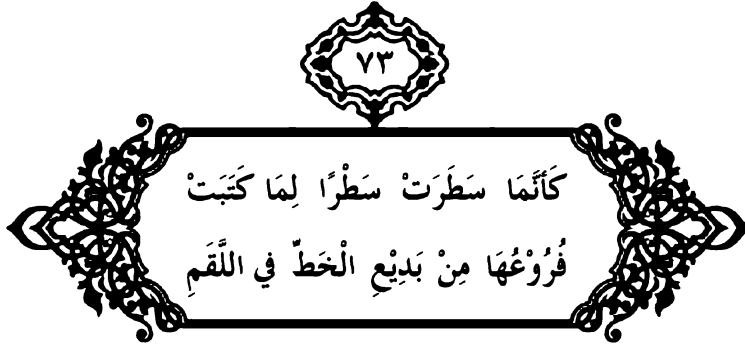 ٧٣
كَأَنَّمَا سَطَرَتْ سَطْرًا لِمَا كَتَبَتْ
فُرُوْعُهَا مِنْ بَدِيْعِ الْخَطِّ فِي اللَّقَمِ